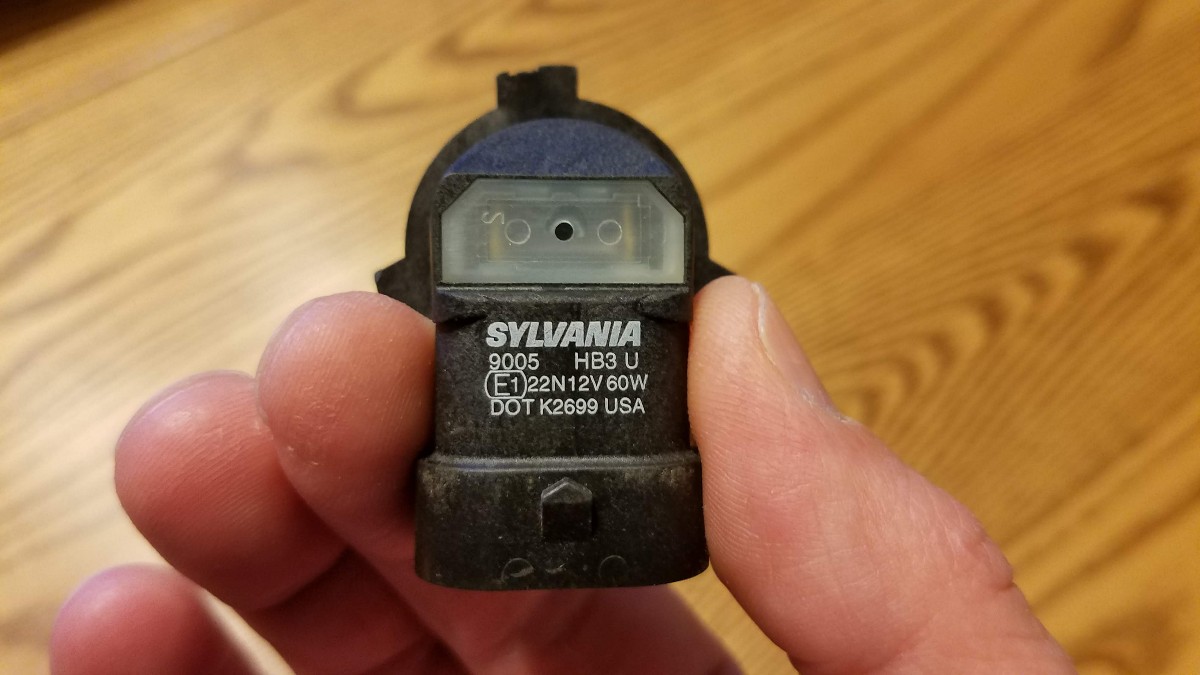 S
SYLVANIA
9005 HB3 U
E1 22N12V 60W
DOT K2699 USA